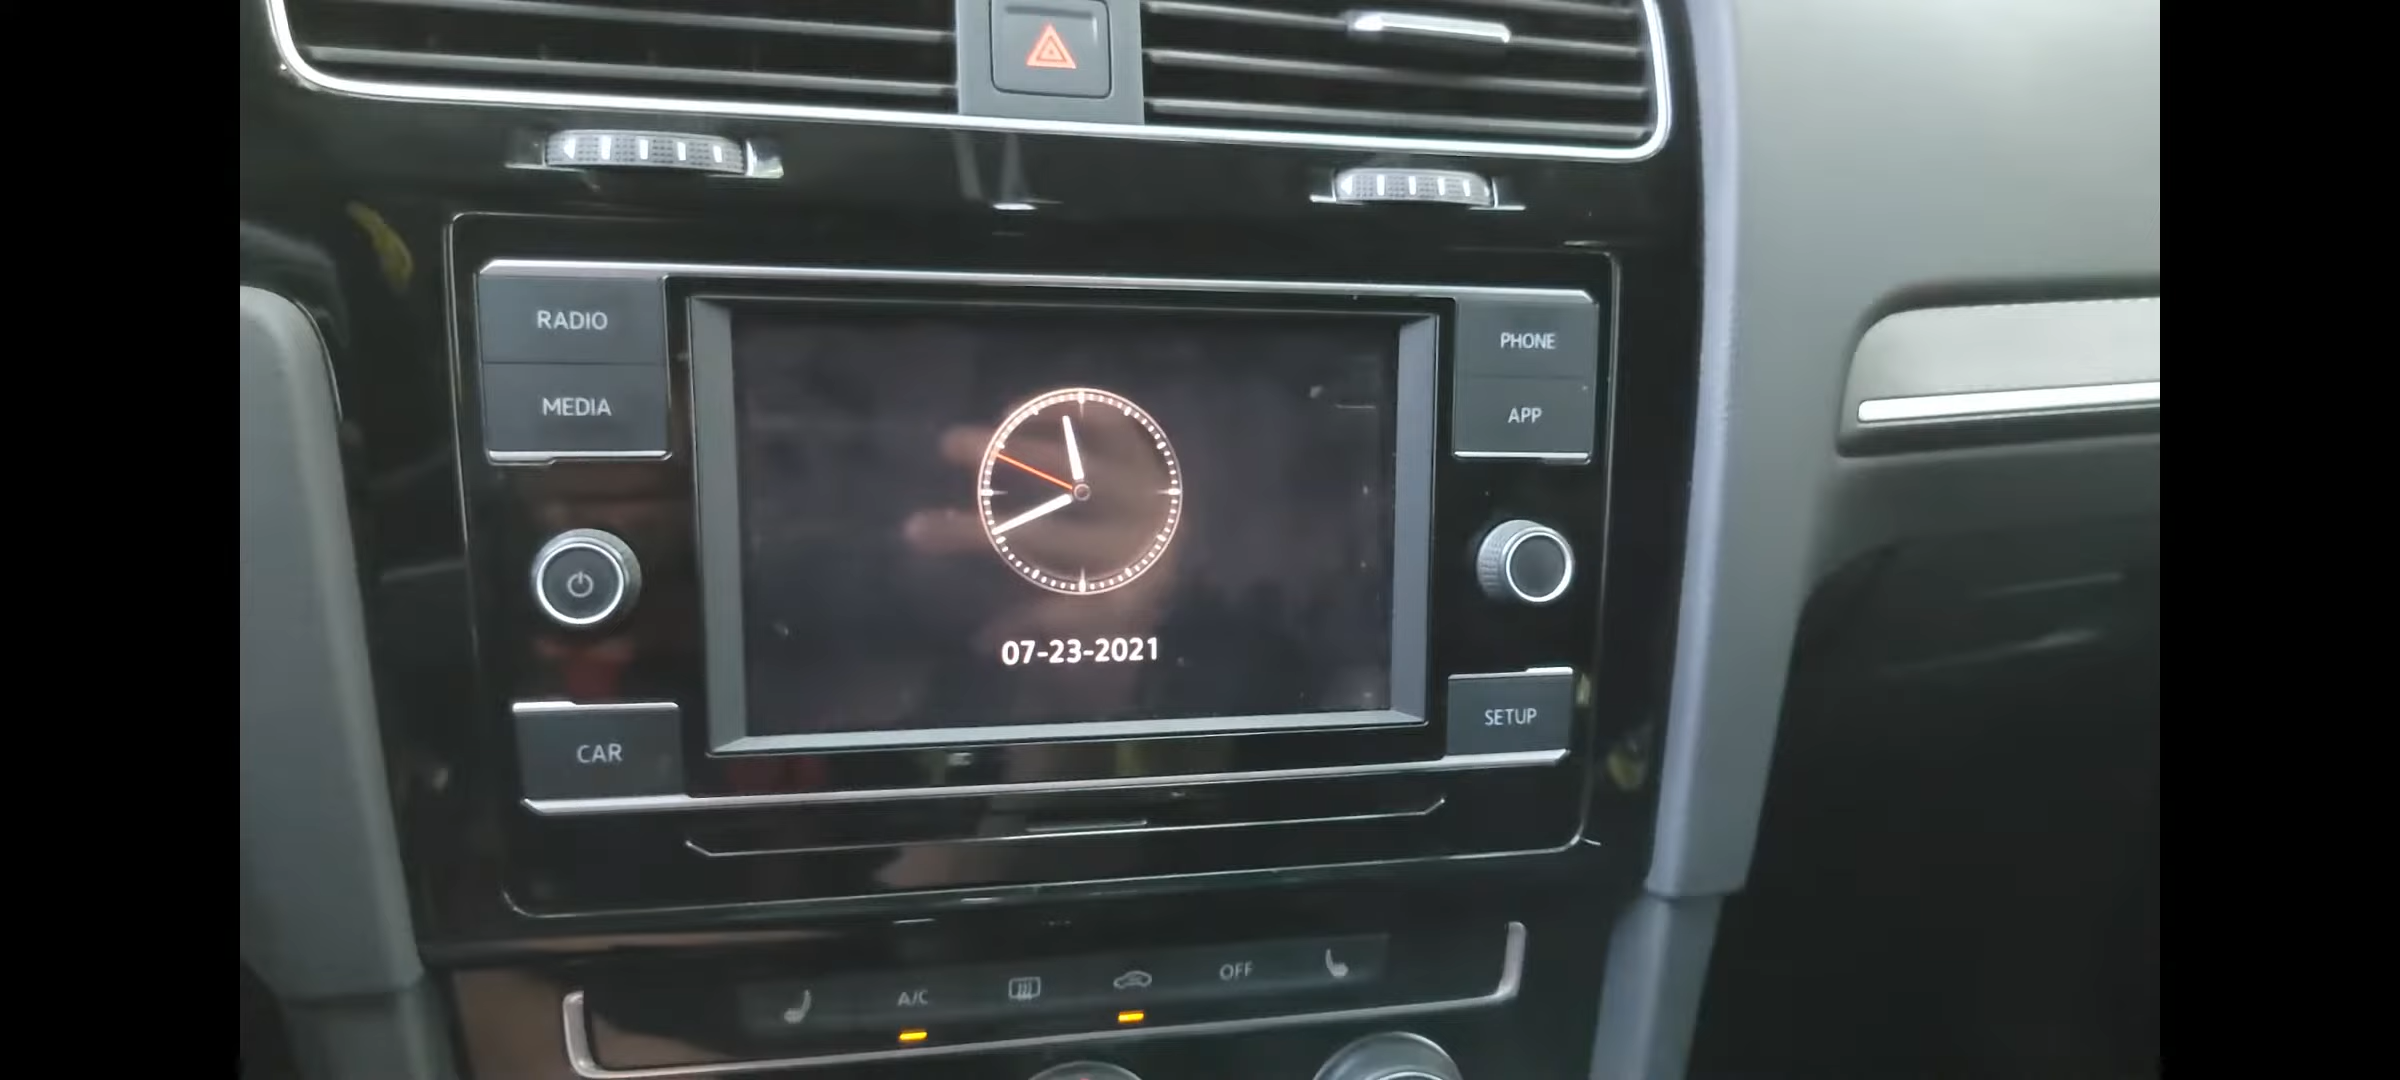 RADIO
MEDIA
PHONE
APP
07-23-2021
CAR
SETUP
A/C
OFF